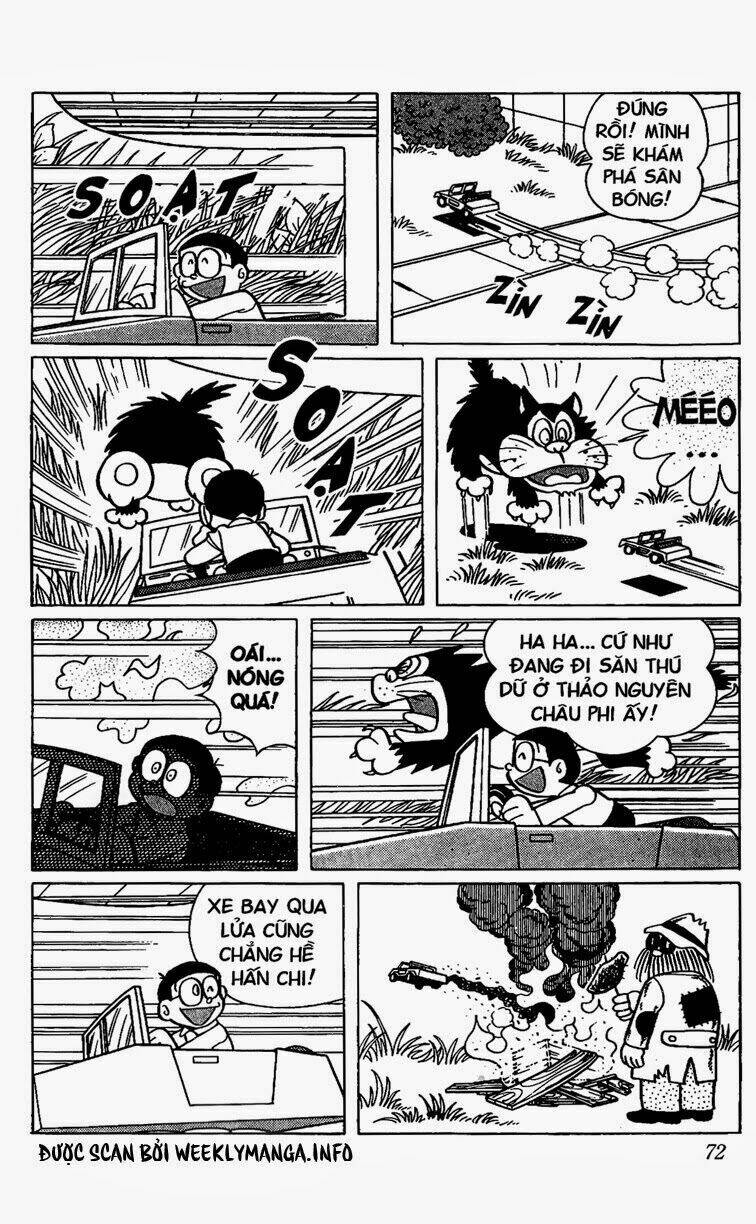 ĐÚNG
RỒI! MÌNH
SẼ KHÁM
PHÁ SÂN
BÓNG!
ZÌN ZÌN
SOẠT
MÉÉO
...
SOẠT
HA HA... CỨ NHƯ
ĐANG ĐI SĂN THÚ
DỮ Ở THẢO NGUYÊN
CHÂU PHI ẤY!
OÁI...
NÓNG
QUÁ!
XE BAY QUA
LỬA CŨNG
CHẲNG HỀ
HẤN CHI!
ĐƯỢC SCAN BỞI WEEKLYMANGA.INFO
72